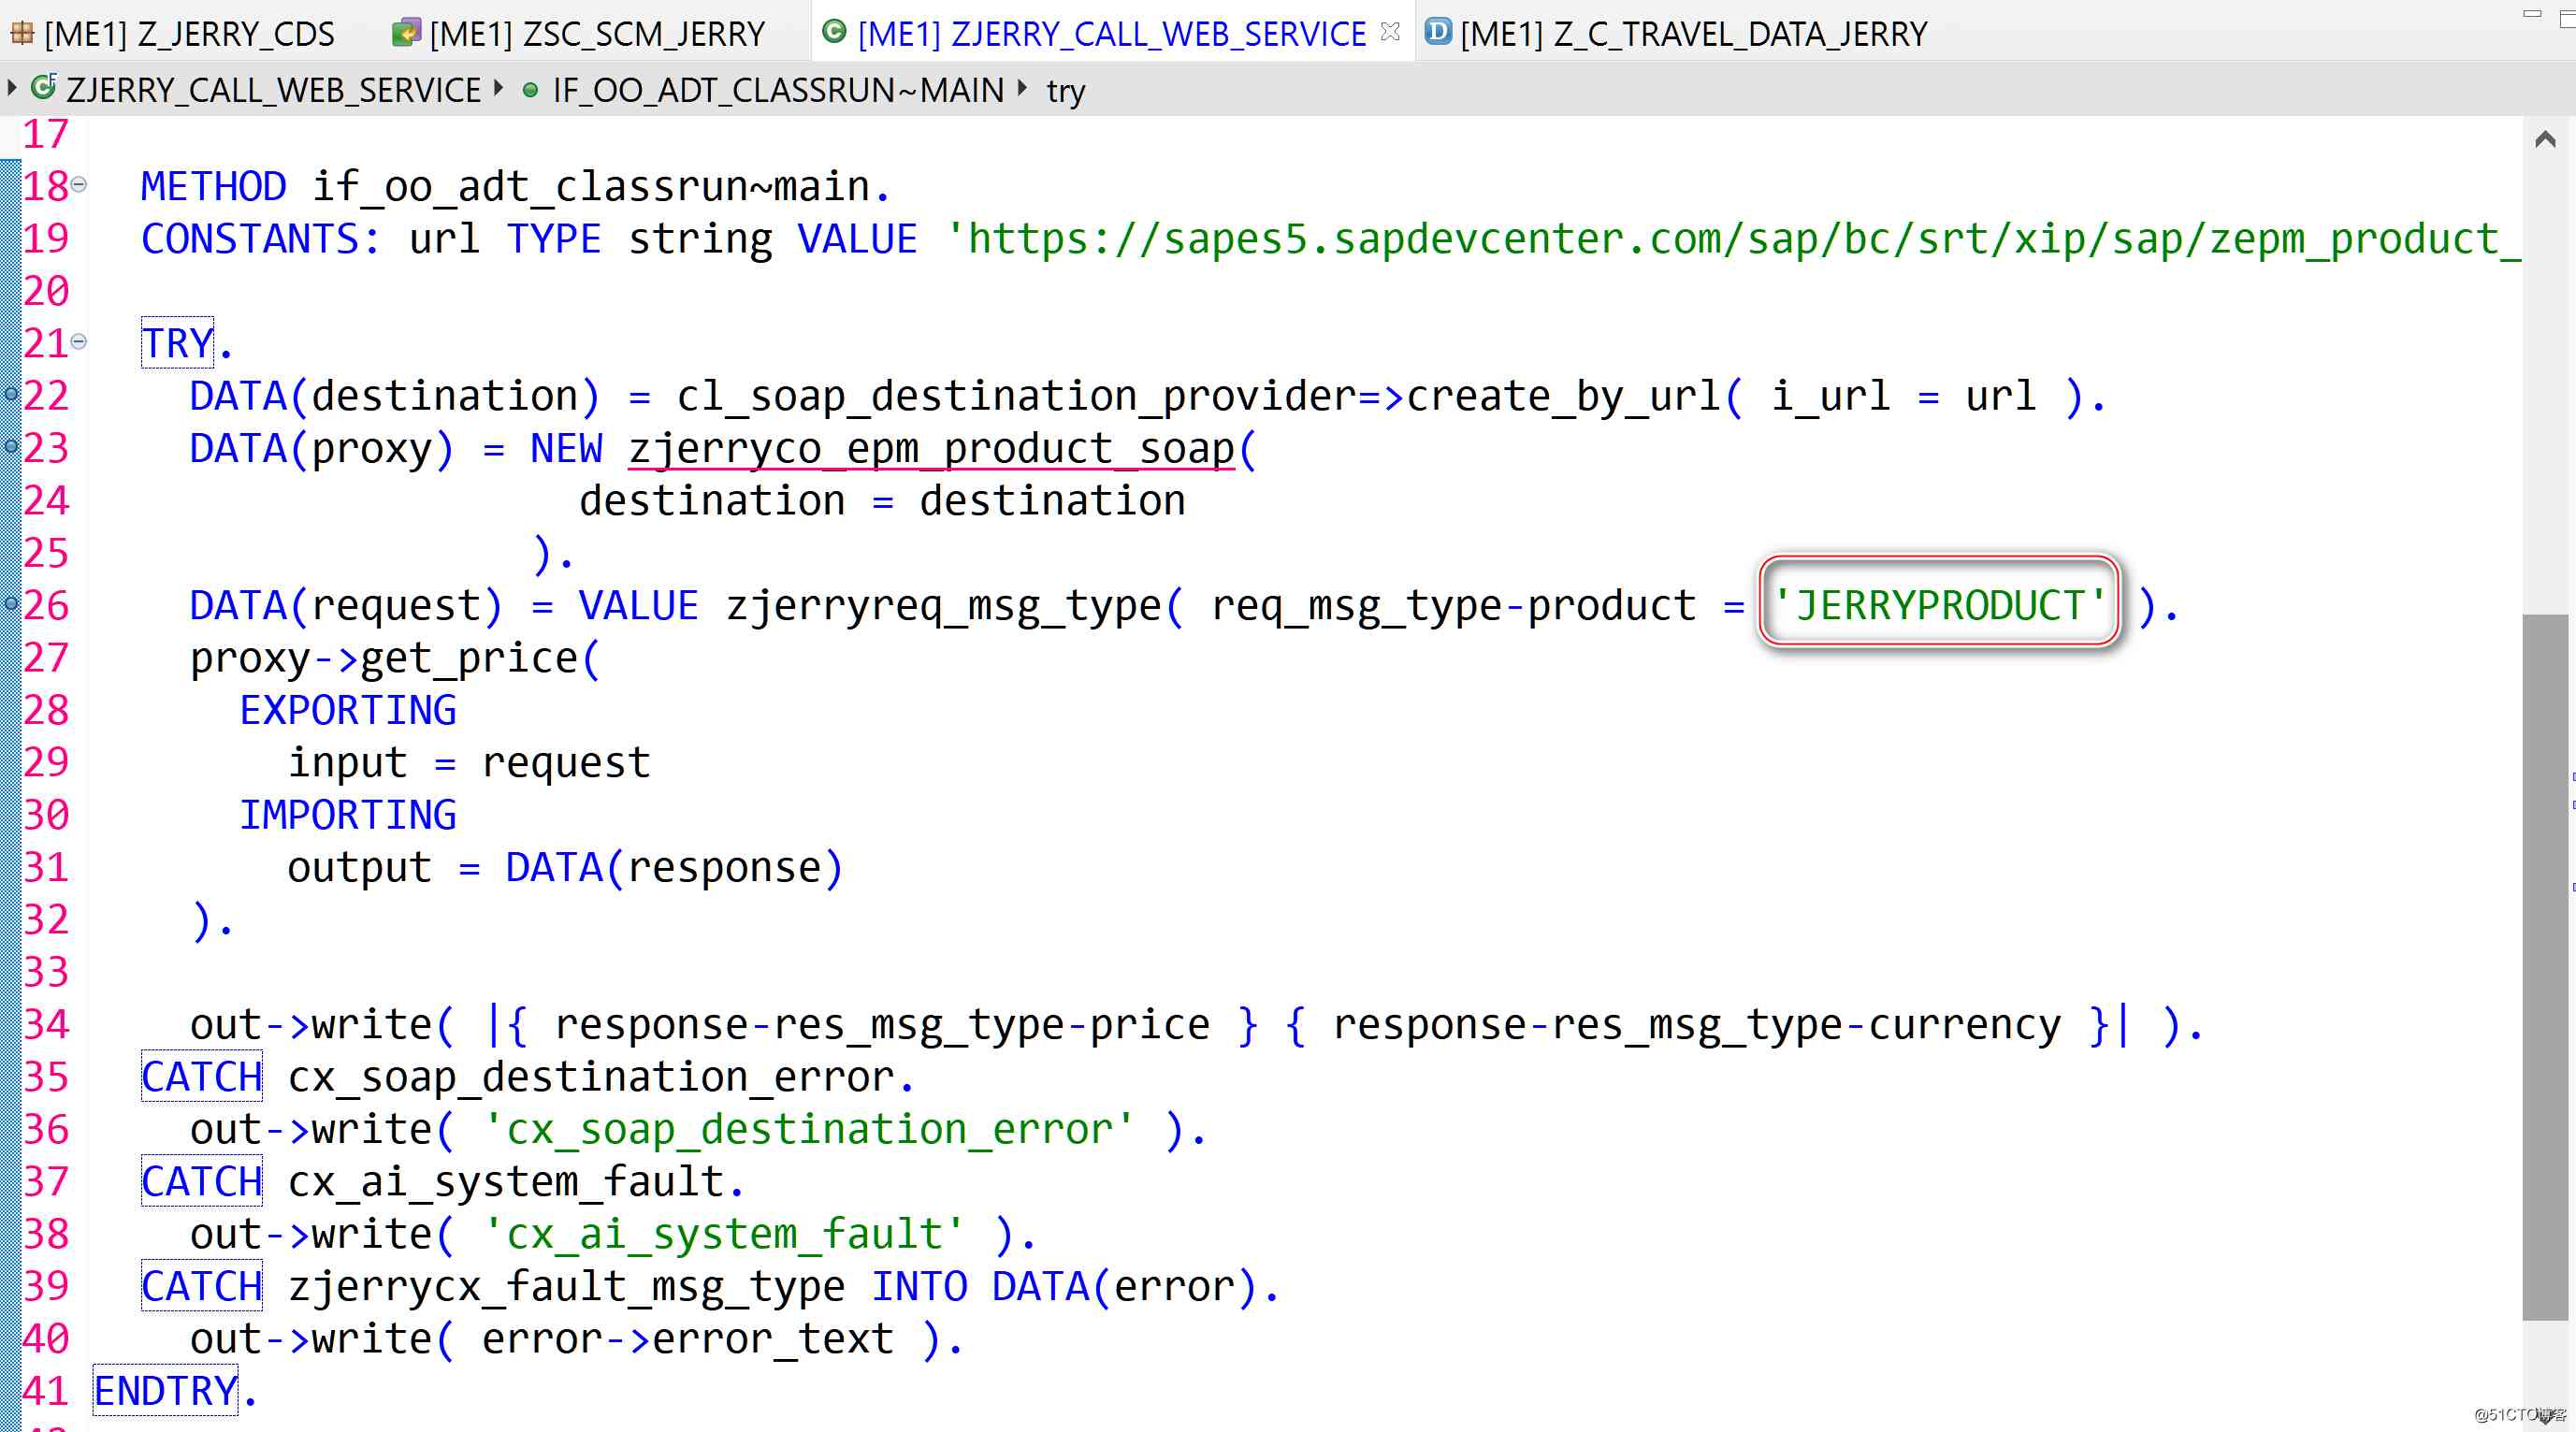 [ME1] Z_JERRY_CDS [ME1] ZSC_SCM_JERRY [ME1] ZJERRY_CALL_WEB_SERVICE [ME1] Z_C_TRAVEL_DATA_JERRY
ZJERRY_CALL_WEB_SERVICE IF_OO_ADT_CLASSRUN~MAIN try
17
18 METHOD if_oo_adt_classrun~main.
19 CONSTANTS: url TYPE string VALUE 'https://sapes5.sapdevcenter.com/sap/bc/srt/xip/sap/zepm_product_
20
21 TRY.
22 DATA(destination) = cl_soap_destination_provider=>create_by_url( i_url = url ).
23 DATA(proxy) = NEW zjerryco_epm_product_soap(
24 destination = destination
25 ).
26 DATA(request) = VALUE zjerryreq_msg_type( req_msg_type-product = 'JERRYPRODUCT' ).
27 proxy->get_price(
28 EXPORTING
29 input = request
30 IMPORTING
31 output = DATA(response)
32 ).
33
34 out->write( |{ response-res_msg_type-price } { response-res_msg_type-currency }| ).
35 CATCH cx_soap_destination_error.
36 out->write( 'cx_soap_destination_error' ).
37 CATCH cx_ai_system_fault.
38 out->write( 'cx_ai_system_fault' ).
39 CATCH zjerrycx_fault_msg_type INTO DATA(error).
40 out->write( error->error_text ).
41 ENDTRY.
@51CTO博客